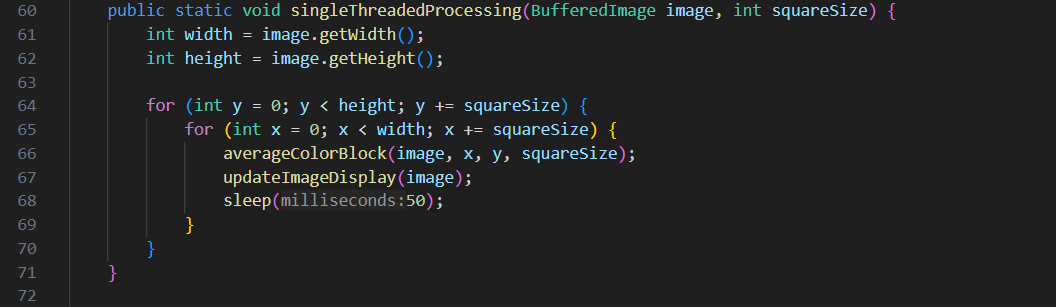 60 public static void singleThreadedProcessing(BufferedImage image, int squareSize) {
61 int width = image.getWidth();
62 int height = image.getHeight();
63
64 for (int y = 0; y < height; y += squareSize) {
65 for (int x = 0; x < width; x += squareSize) {
66 averageColorBlock(image, x, y, squareSize);
67 updateImageDisplay(image);
68 sleep(milliseconds:50);
69 }
70 }
71 }
72